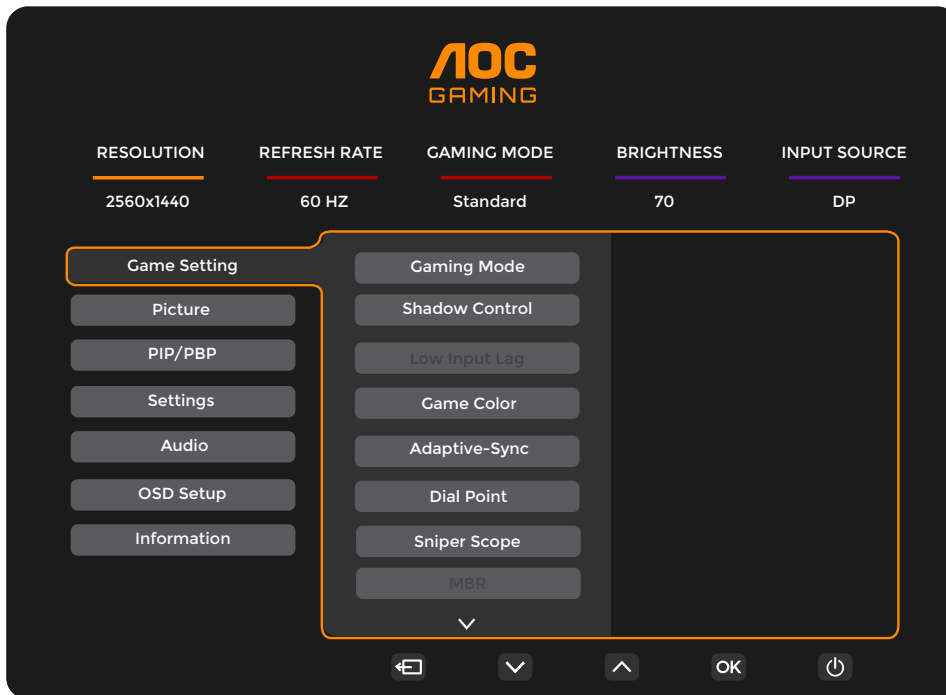 AOC
GAMING
RESOLUTION REFRESH RATE GAMING MODE BRIGHTNESS INPUT SOURCE
2560x1440 60 HZ Standard 70 DP
Game Setting
Picture
PIP/PBP
Settings
Audio
OSD Setup
Information
Gaming Mode
Shadow Control
Low Input Lag
Game Color
Adaptive-Sync
Dial Point
Sniper Scope
MBR
OK